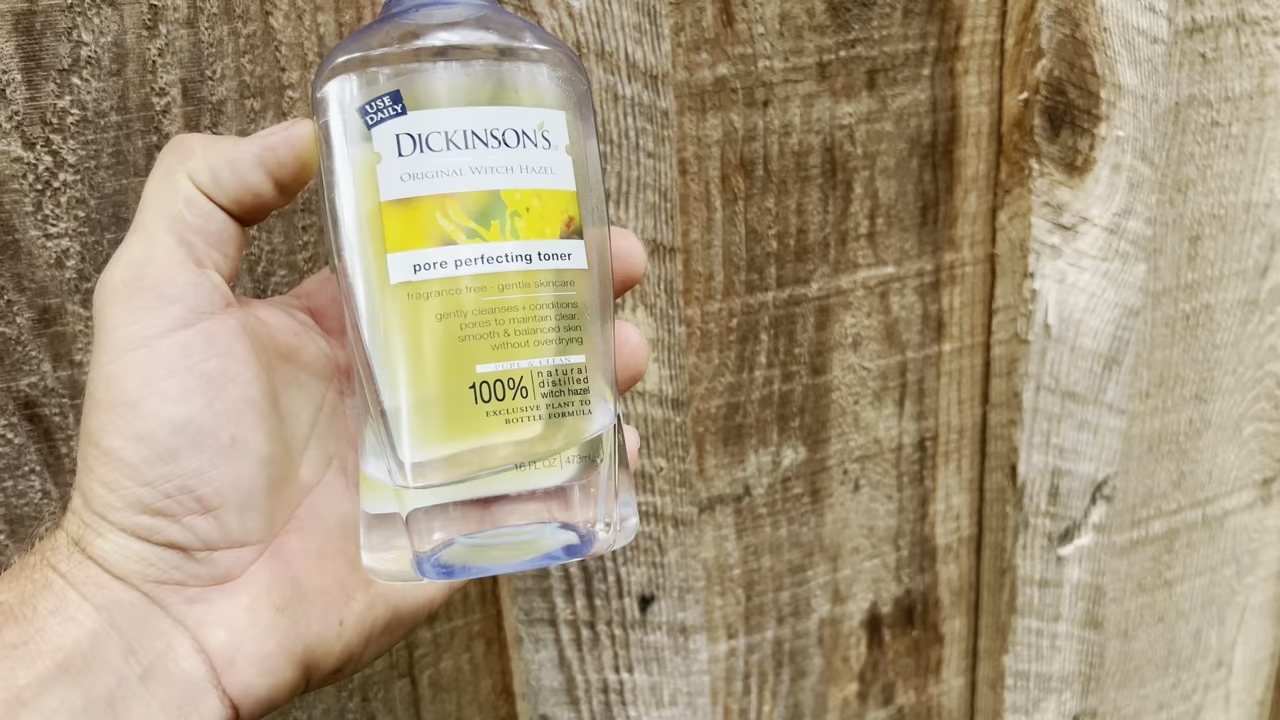 USE
DAILY
DICKINSON'S
ORIGINAL WITCH HAZEL
pore perfecting toner
fragrance free - gentle skincare
gently cleanses + conditions
pores to maintain clear,
smooth & balanced skin
without overdrying
PURE & CLEAN
100% natural
distilled
witch hazel
EXCLUSIVE PLANT TO
BOTTLE FORMULA
16 FL OZ | 473mL